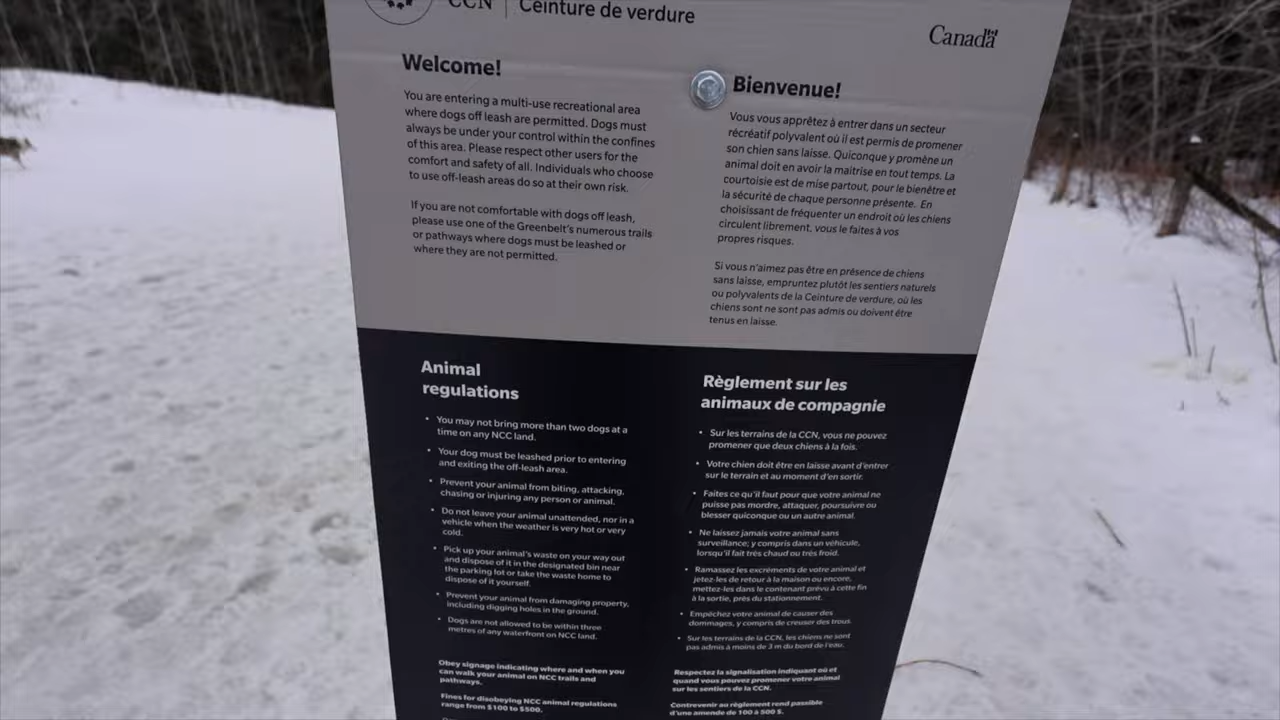 CCN | Ceinture de verdure
Canada
Welcome!
You are entering a multi-use recreational area
where dogs off leash are permitted. Dogs must
always be under your control within the confines
of this area. Please respect other users for the
comfort and safety of all. Individuals who choose
to use off-leash areas do so at their own risk.
If you are not comfortable with dogs off leash,
please use one of the Greenbelt's numerous trails
or pathways where dogs must be leashed or
where they are not permitted.
Bienvenue!
Vous vous apprêtez à entrer dans un secteur
récréatif polyvalent où il est permis de promener
son chien sans laisse. Quiconque y promène un
animal doit en avoir la maitrise en tout temps. La
courtoisie est de mise partout, pour le bienêtre et
la sécurité de chaque personne présente. En
choisissant de fréquenter un endroit où les chiens
circulent librement, vous le faites à vos
propres risques.
Si vous n'aimez pas être en présence de chiens
sans laisse, empruntez plutôt les sentiers naturels
ou polyvalents de la Ceinture de verdure, où les
chiens sont ne sont pas admis ou doivent être
tenus en laisse.
Animal
regulations
• You may not bring more than two dogs at a
time on any NCC land.
• Your dog must be leashed prior to entering
and exiting the off-leash area.
• Prevent your animal from biting, attacking,
chasing or injuring any person or animal.
• Do not leave your animal unattended, nor in a
vehicle when the weather is very hot or very
cold.
• Pick up your animal's waste on your way out
and dispose of it in the designated bin near
the parking lot or take the waste home to
dispose of it yourself.
• Prevent your animal from damaging property,
including digging holes in the ground.
• Dogs are not allowed to be within three
metres of any waterfront on NCC land.
Obey signage indicating where and when you
can walk your animal on NCC trails and
pathways.
Fines for disobeying NCC animal regulations
range from $100 to $500.
Règlement sur les
animaux de compagnie
• Sur les terrains de la CCN, vous ne pouvez
promener que deux chiens à la fois.
• Votre chien doit être en laisse avant d'entrer
sur le terrain et au moment d'en sortir.
• Faites ce qu'il faut pour que votre animal ne
puisse pas mordre, attaquer, poursuivre ou
blesser quiconque ou un autre animal.
• Ne laissez jamais votre animal sans
surveillance; y compris dans un véhicule,
lorsqu'il fait très chaud ou très froid.
• Ramassez les excréments de votre animal et
jetez-les de retour à la maison ou encore,
mettez-les dans le contenant prévu à cette fin
à la sortie, près du stationnement.
• Empêchez votre animal de causer des
dommages, y compris de creuser des trous.
• Sur les terrains de la CCN, les chiens ne sont
pas admis à moins de 3 m du bord de l'eau.
Respectez la signalisation indiquant où et
quand vous pouvez promener votre animal
sur les sentiers de la CCN.
Contrevenir au règlement rend passible
d'une amende de 100 à 500 $.